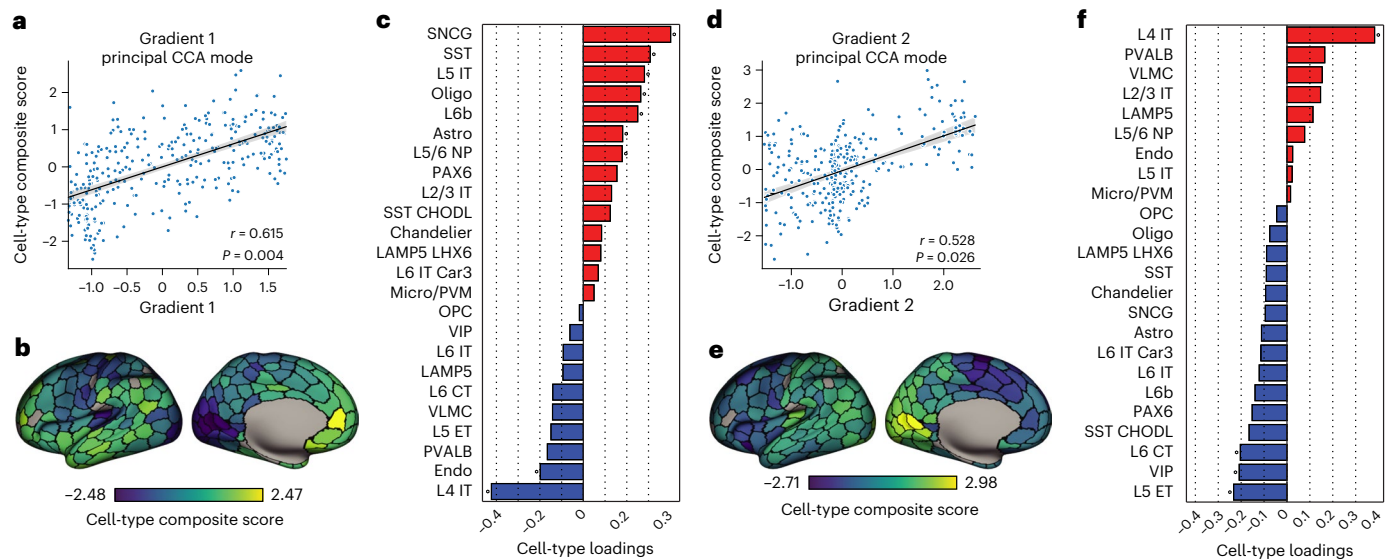 a
Gradient 1
principal CCA mode
Cell-type composite score
2
1
0
−1
−2
r = 0.615
P = 0.004
−1.0 −0.5 0 0.5 1.0 1.5
Gradient 1
b
−2.48 2.47
Cell-type composite score
c
SNCG
SST
L5 IT
Oligo
L6b
Astro
L5/6 NP
PAX6
L2/3 IT
SST CHODL
Chandelier
LAMP5 LHX6
L6 IT Car3
Micro/PVM
OPC
VIP
L6 IT
LAMP5
L6 CT
VLMC
L5 ET
PVALB
Endo
L4 IT
−0.4 −0.2 0 0.2 0.3
Cell-type loadings
d
Gradient 2
principal CCA mode
Cell-type composite score
3
2
1
0
−1
−2
r = 0.528
P = 0.026
−1.0 0 1.0 2.0
Gradient 2
e
−2.71 2.98
Cell-type composite score
f
L4 IT
PVALB
VLMC
L2/3 IT
LAMP5
L5/6 NP
Endo
L5 IT
Micro/PVM
OPC
Oligo
LAMP5 LHX6
SST
Chandelier
SNCG
Astro
L6 IT Car3
L6 IT
L6b
PAX6
SST CHODL
L6 CT
VIP
L5 ET
−0.4 −0.3 −0.2 −0.1 0 0.1 0.2 0.3 0.4
Cell-type loadings